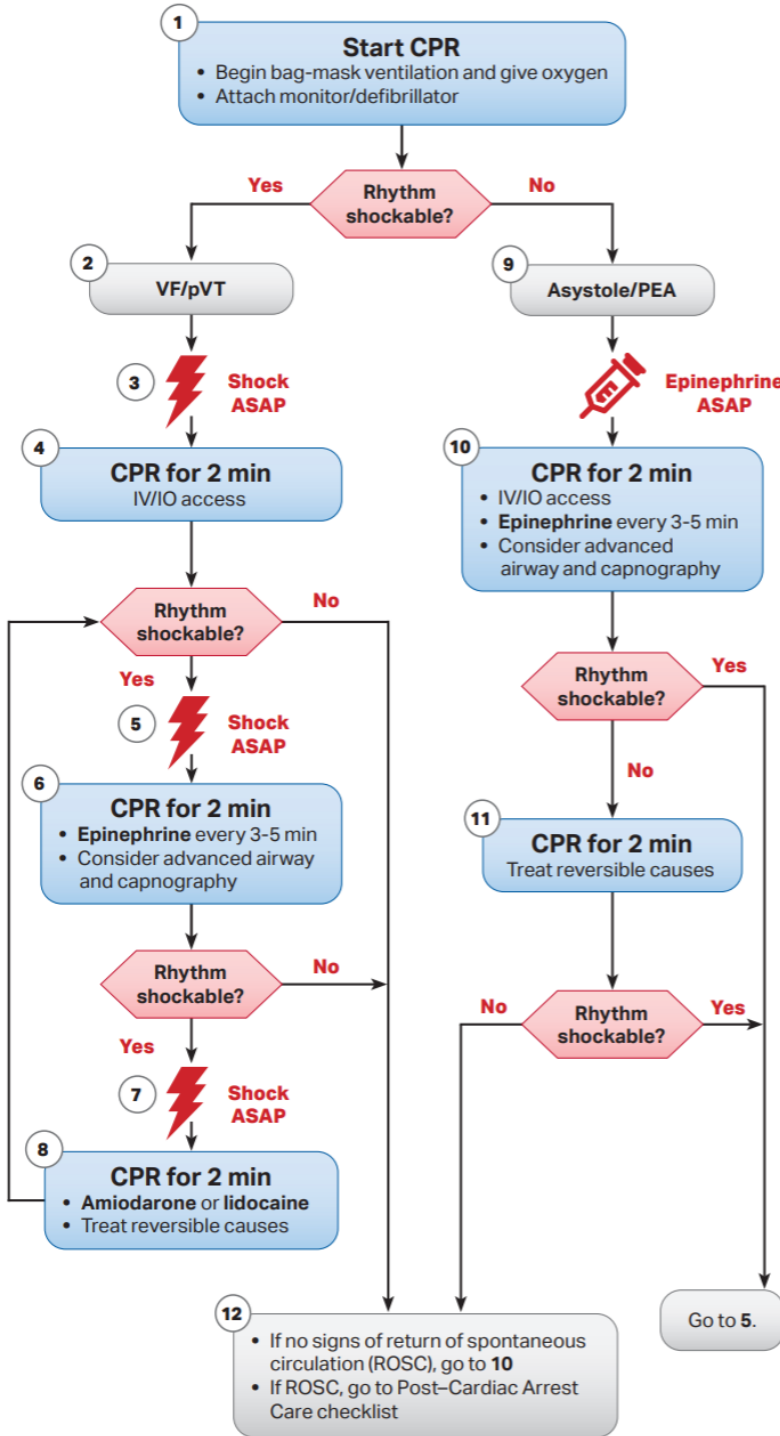 1
Start CPR
• Begin bag-mask ventilation and give oxygen
• Attach monitor/defibrillator
Rhythm
shockable?
Yes
No
2
VF/pVT
3
Shock
ASAP
4
CPR for 2 min
IV/IO access
Rhythm
shockable?
No
Yes
5
Shock
ASAP
6
CPR for 2 min
• Epinephrine every 3-5 min
• Consider advanced airway
and capnography
Rhythm
shockable?
No
Yes
7
Shock
ASAP
8
CPR for 2 min
• Amiodarone or lidocaine
• Treat reversible causes
9
Asystole/PEA
Epinephrine
ASAP
10
CPR for 2 min
• IV/IO access
• Epinephrine every 3-5 min
• Consider advanced
airway and capnography
Rhythm
shockable?
Yes
No
11
CPR for 2 min
Treat reversible causes
Rhythm
shockable?
No
Yes
12
• If no signs of return of spontaneous
circulation (ROSC), go to 10
• If ROSC, go to Post–Cardiac Arrest
Care checklist
Go to 5.